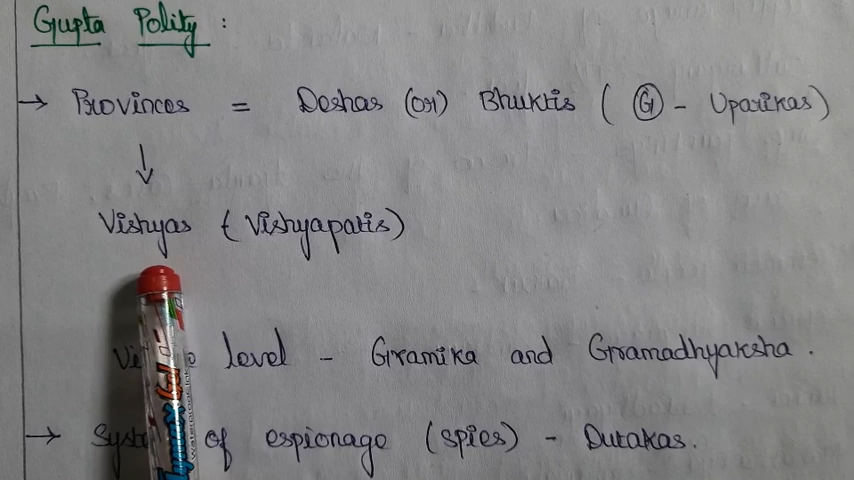 Gupta Polity :
→ Provinces = Deshas (or) Bhuktis ( G - Uparikas)
↓
Vishyas (Vishyapatis)
level - Gramika and Gramadhyaksha.
→ of espionage (spies) - Dutakas.